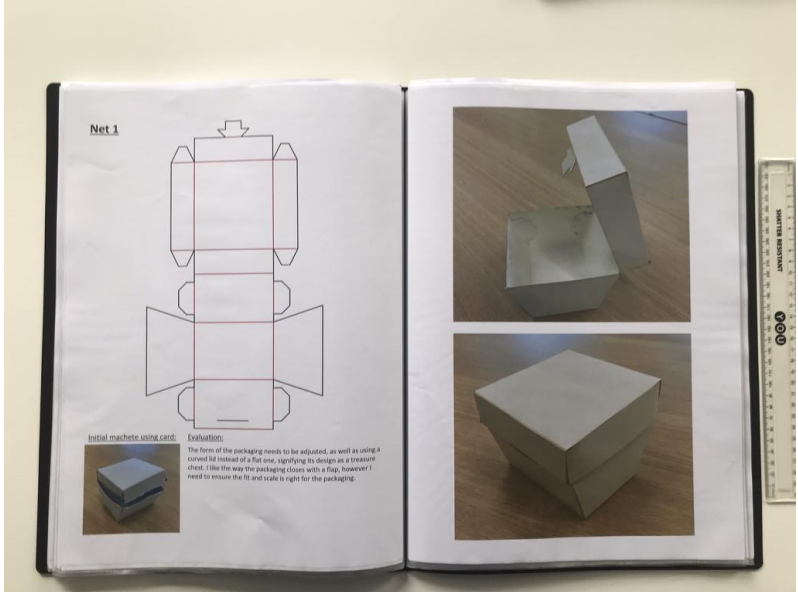 Net 1
Initial machete using card:
Evaluation:
The form of the packaging needs to be adjusted, as well as using a
curved lid instead of a flat one, signifying its design as a treasure
chest. I like the way the packaging closes with a flap, however I
need to ensure the fit and scale is right for the packaging.
SHATTER RESISTANT
YOU